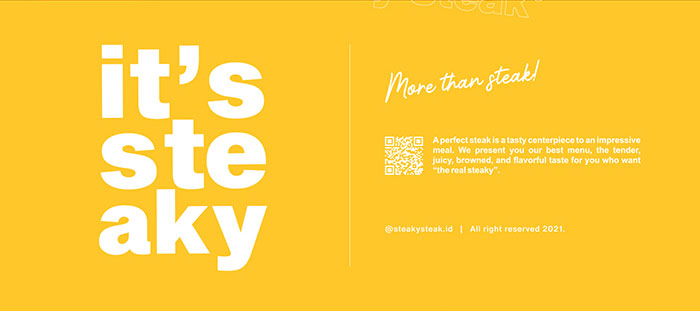 y steak
it's
ste
aky
More than steak!
A perfect steak is a tasty centerpiece to an impressive
meal. We present you our best menu, the tender,
juicy, browned, and flavorful taste for you who want
"the real steaky".
@steakysteak.id | All right reserved 2021.